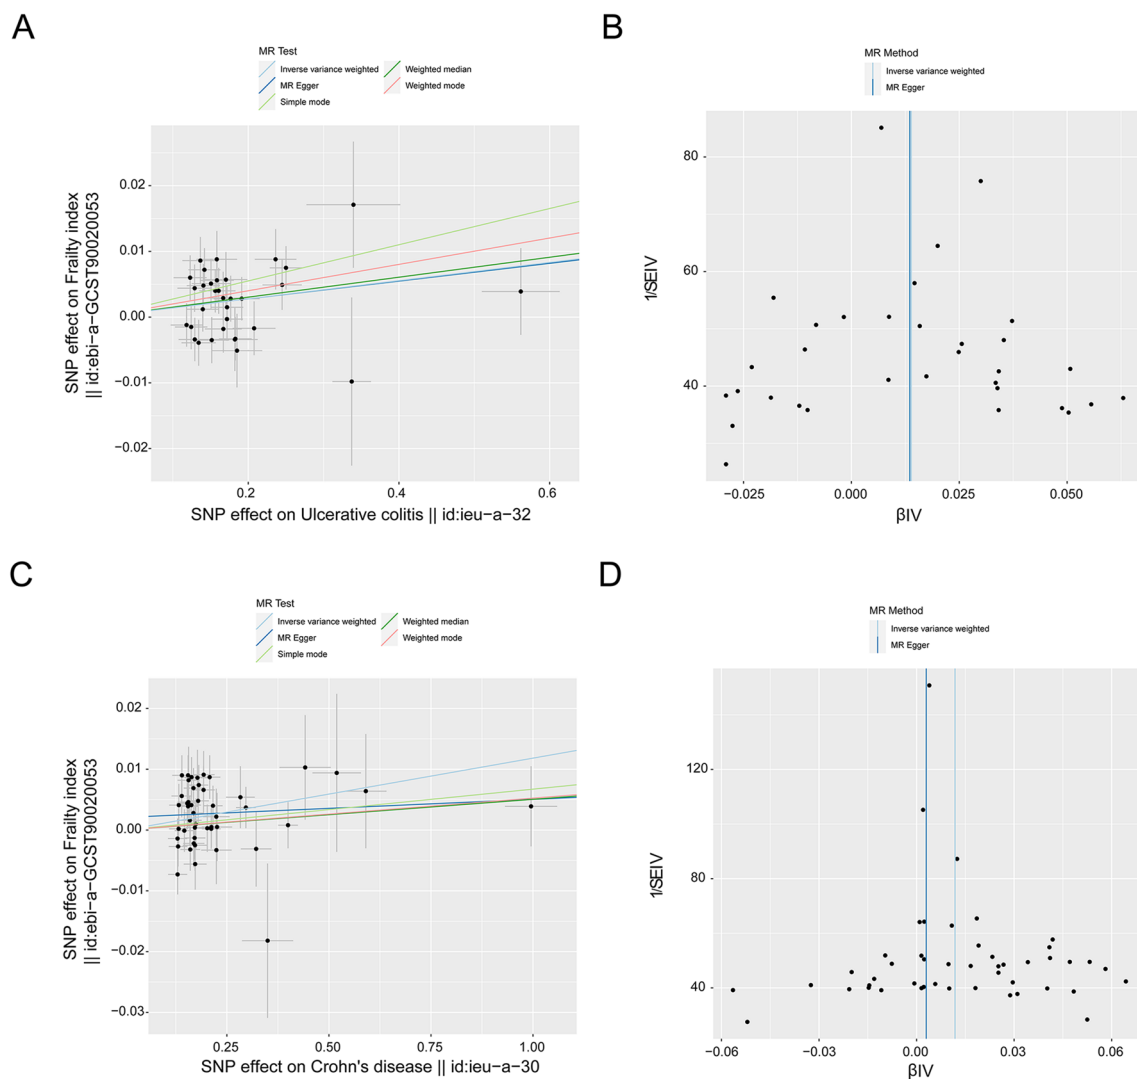 A
MR Test
Inverse variance weighted
Weighted median
MR Egger
Weighted mode
Simple mode
SNP effect on Frailty index
|| id:ebi-a-GCST90020053
0.02
0.01
0.00
−0.01
−0.02
0.2
0.4
0.6
SNP effect on Ulcerative colitis || id:ieu−a−32
B
MR Method
Inverse variance weighted
MR Egger
1/SEIV
80
60
40
−0.025
0.000
0.025
0.050
βIV
C
MR Test
Inverse variance weighted
Weighted median
MR Egger
Weighted mode
Simple mode
SNP effect on Frailty index
|| id:ebi-a-GCST90020053
0.02
0.01
0.00
−0.01
−0.02
−0.03
0.25
0.50
0.75
1.00
SNP effect on Crohn's disease || id:ieu−a−30
D
MR Method
Inverse variance weighted
MR Egger
1/SEIV
120
80
40
−0.06
−0.03
0.00
0.03
0.06
βIV